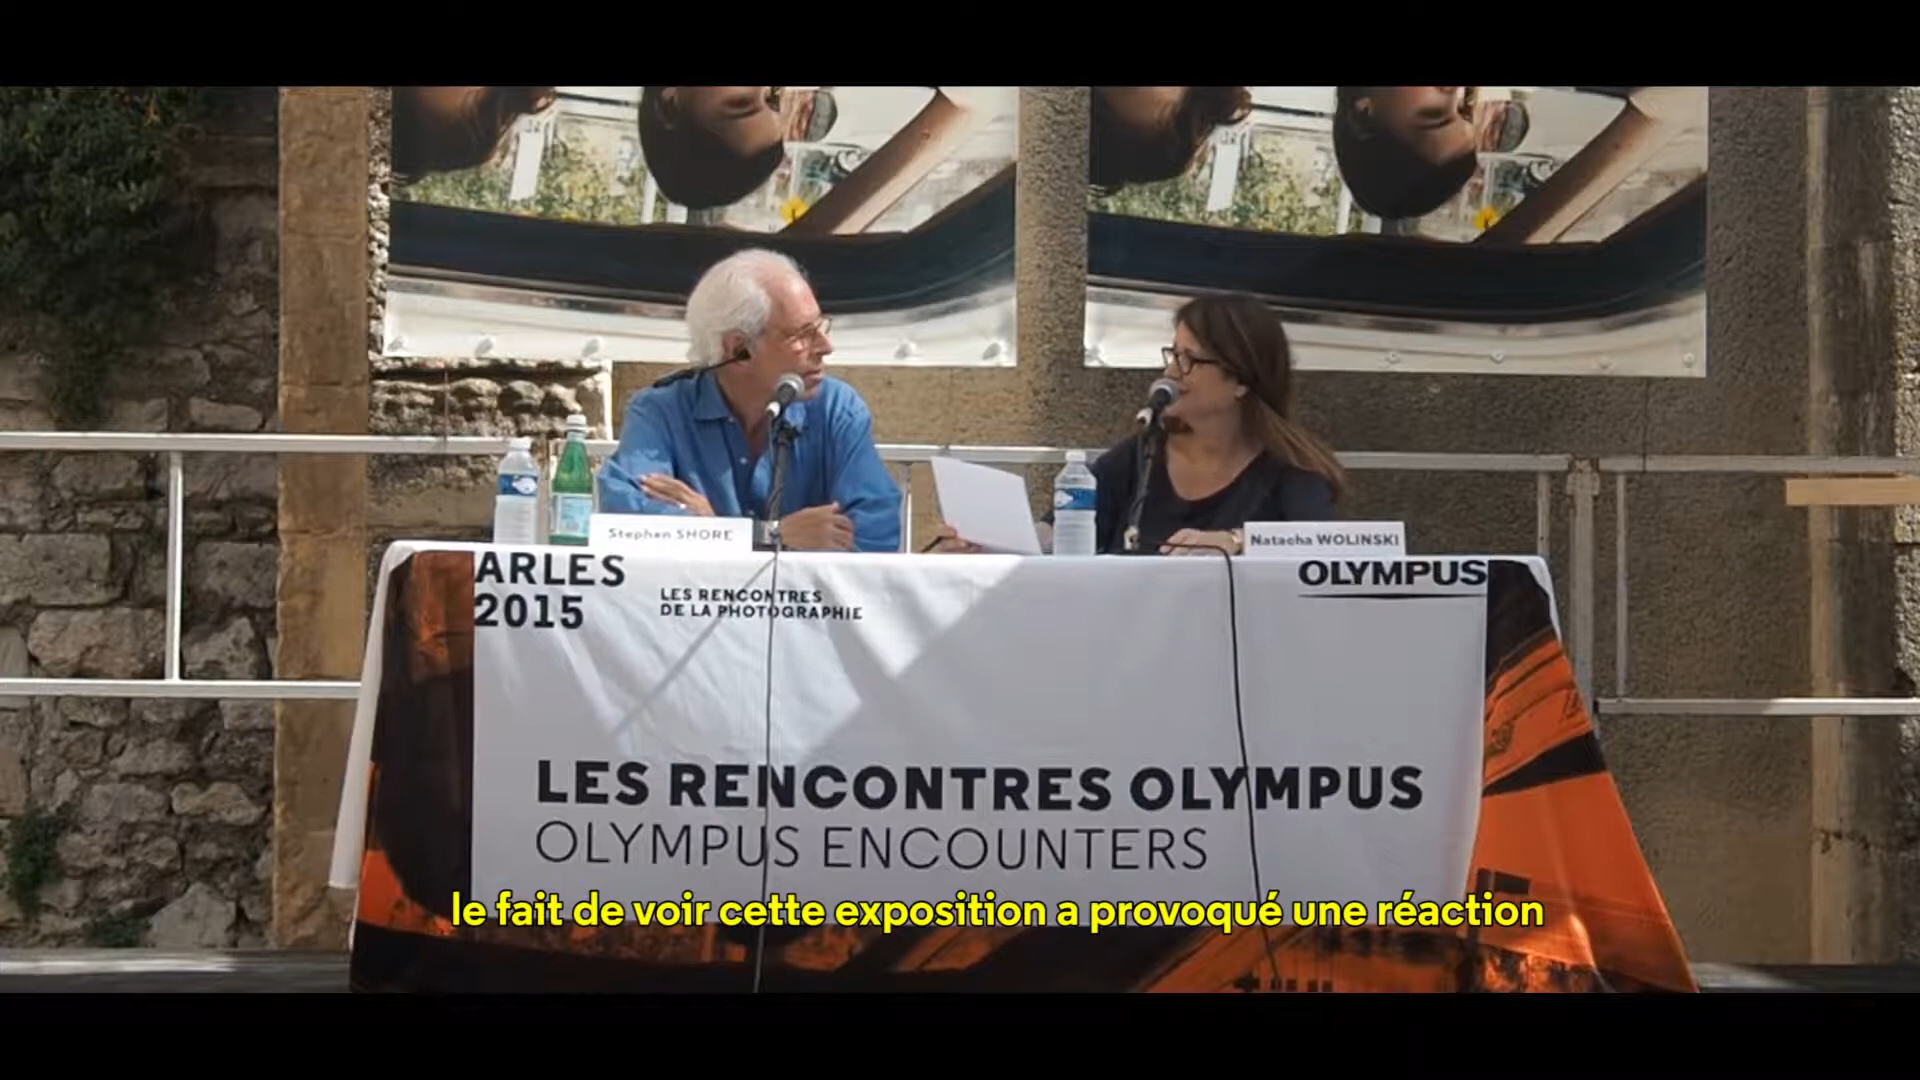 Stephen SHORE
Natacha WOLINSKI
ARLES
2015
LES RENCONTRES
DE LA PHOTOGRAPHIE
OLYMPUS
LES RENCONTRES OLYMPUS
OLYMPUS ENCOUNTERS
le fait de voir cette exposition a provoqué une réaction